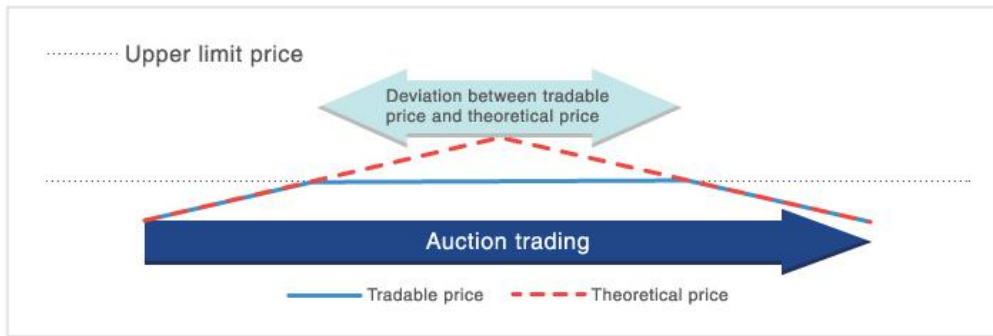 Upper limit price
Deviation between tradable
price and theoretical price
Auction trading
Tradable price
Theoretical price